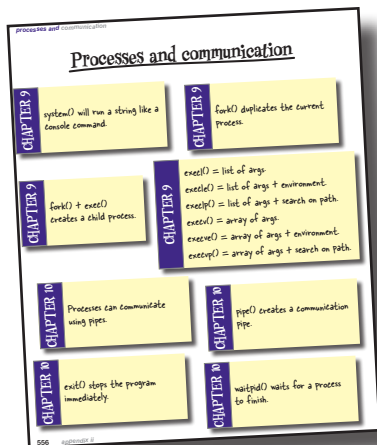 processes and communication
Processes and communication
CHAPTER 9
system() will run a string like a
console command.
CHAPTER 9
fork() duplicates the current
process.
CHAPTER 9
fork() + exec()
creates a child process.
CHAPTER 9
execl() = list of args.
execle() = list of args + environment.
execlp() = list of args + search on path.
execv() = array of args.
execve() = array of args + environment.
execvp() = array of args + search on path.
CHAPTER 10
Processes can communicate
using pipes.
CHAPTER 10
pipe() creates a communication
pipe.
CHAPTER 10
exit() stops the program
immediately.
CHAPTER 10
waitpid() waits for a process
to finish.
556 appendix ii